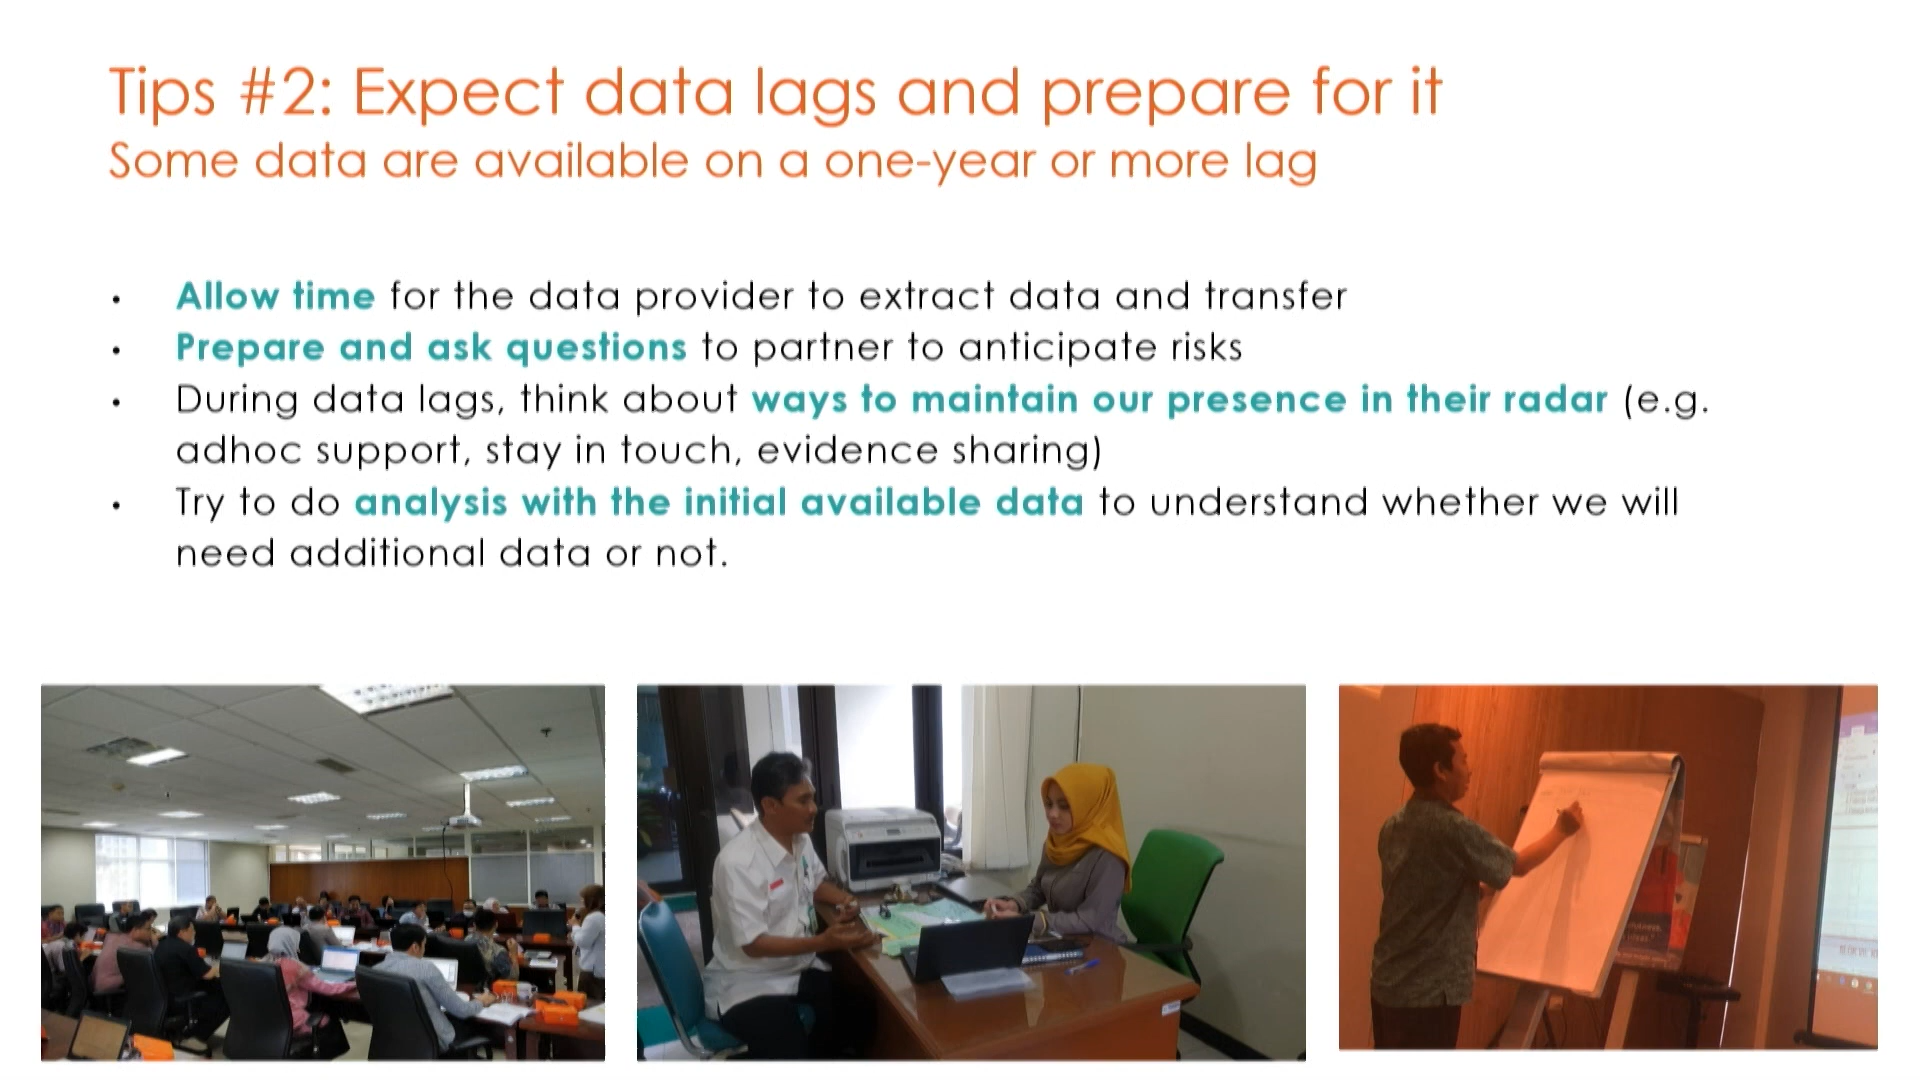 Tips #2: Expect data lags and prepare for it
Some data are available on a one-year or more lag
• Allow time for the data provider to extract data and transfer
• Prepare and ask questions to partner to anticipate risks
• During data lags, think about ways to maintain our presence in their radar (e.g.
adhoc support, stay in touch, evidence sharing)
• Try to do analysis with the initial available data to understand whether we will
need additional data or not.